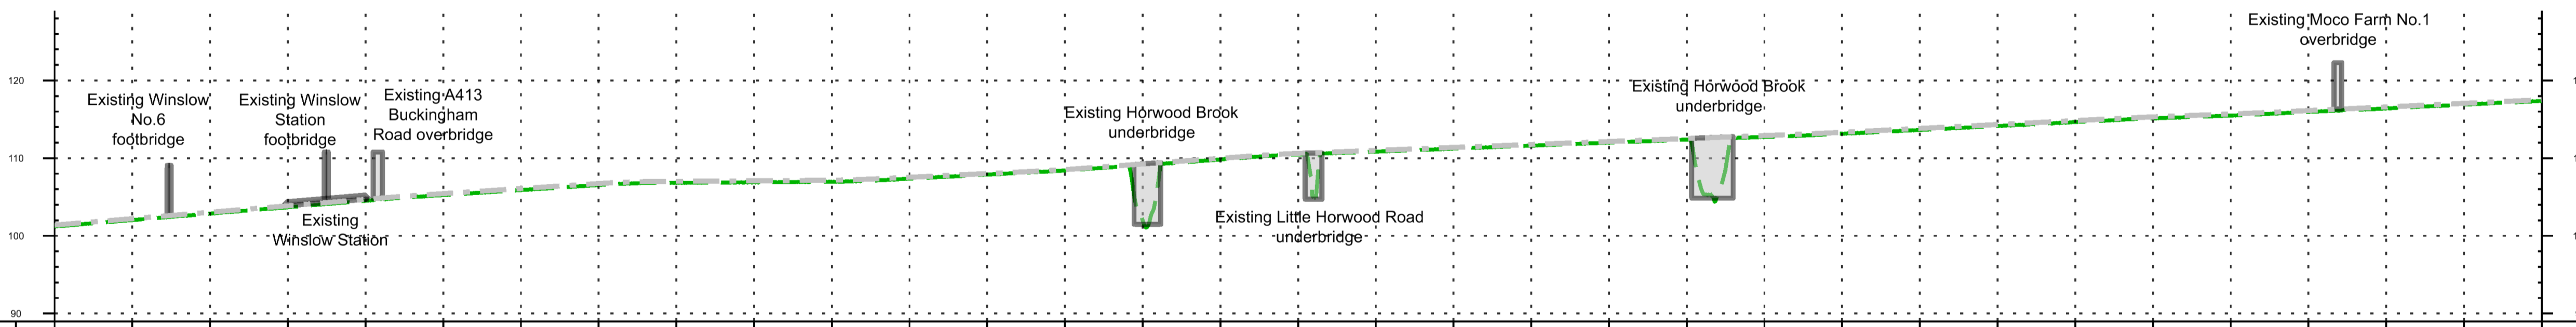 Existing Moco Farm No.1
overbridge
120
Existing Winslow
No.6
footbridge
Existing Winslow
Station
footbridge
Existing A413
Buckingham
Road overbridge
Existing Horwood Brook
underbridge
Existing Horwood Brook
underbridge
110
Existing
Winslow Station
Existing Little Horwood Road
underbridge
100
90